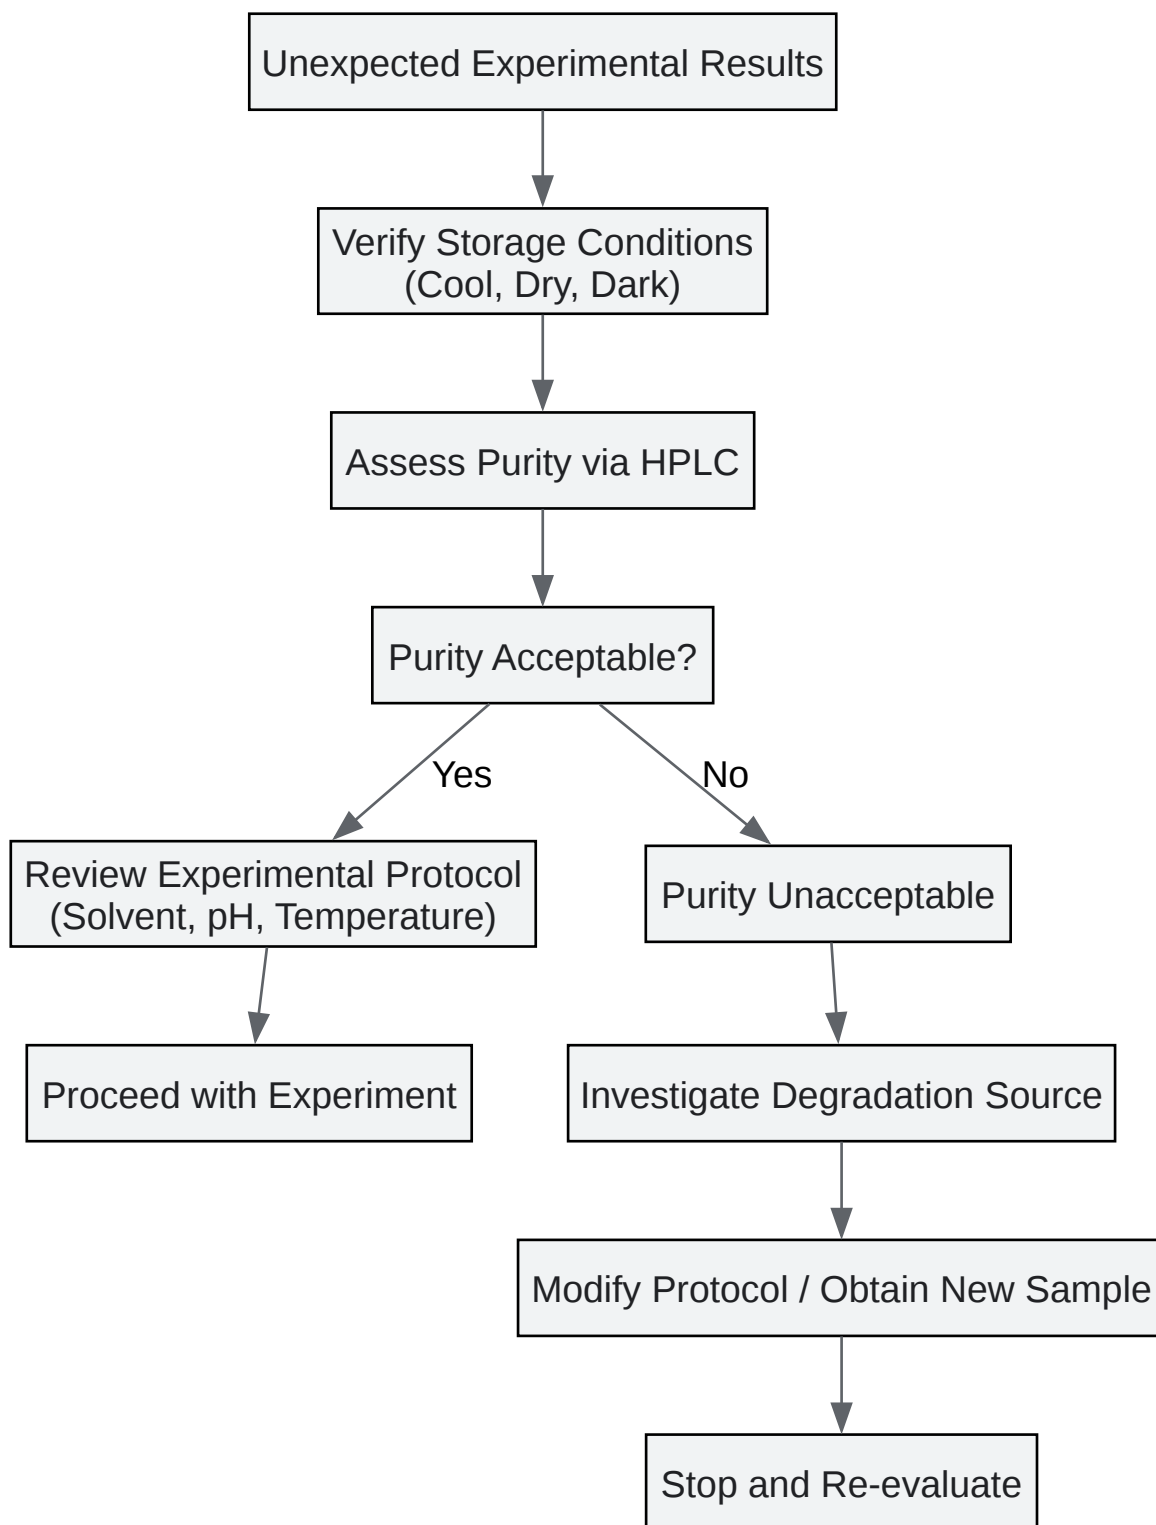 Unexpected Experimental Results
Verify Storage Conditions
(Cool, Dry, Dark)
Assess Purity via HPLC
Purity Acceptable?
Yes
No
Review Experimental Protocol
(Solvent, pH, Temperature)
Purity Unacceptable
Proceed with Experiment
Investigate Degradation Source
Modify Protocol / Obtain New Sample
Stop and Re-evaluate